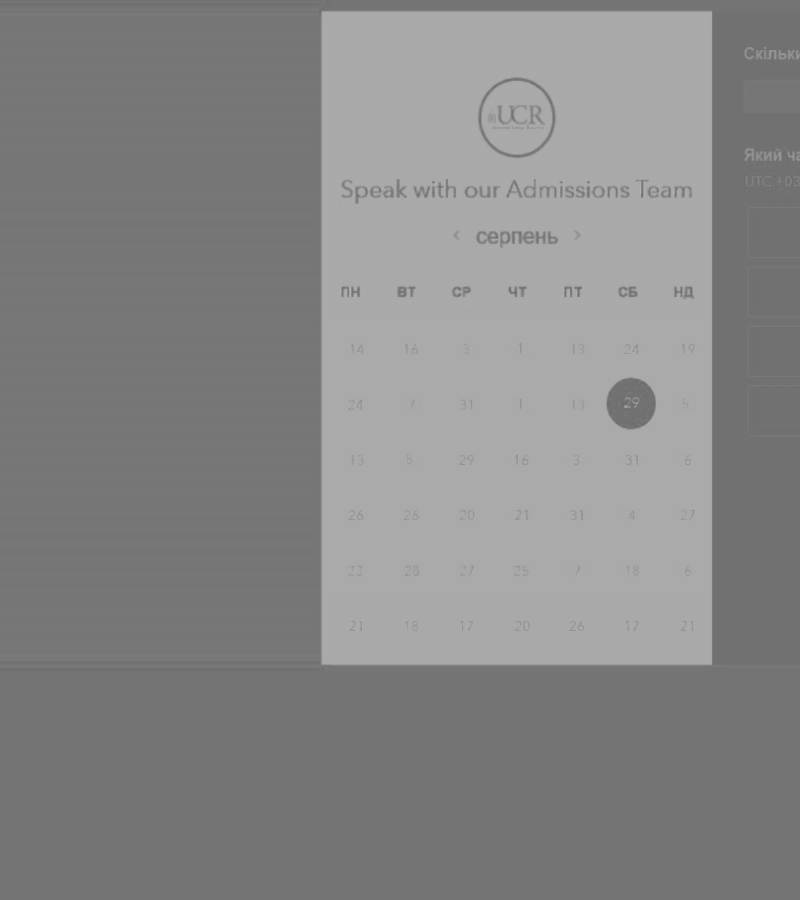 UCR
Speak with our Admissions Team
< серпень >
ПН ВТ СР ЧТ ПТ СБ НД
14 16 3 1 13 24 19
24 7 31 1 13 29 5
13 5 29 16 3 31 6
26 26 20 21 31 4 27
22 28 27 25 7 18 6
21 18 17 20 26 17 21
Скільки
Який ча
UTC +03